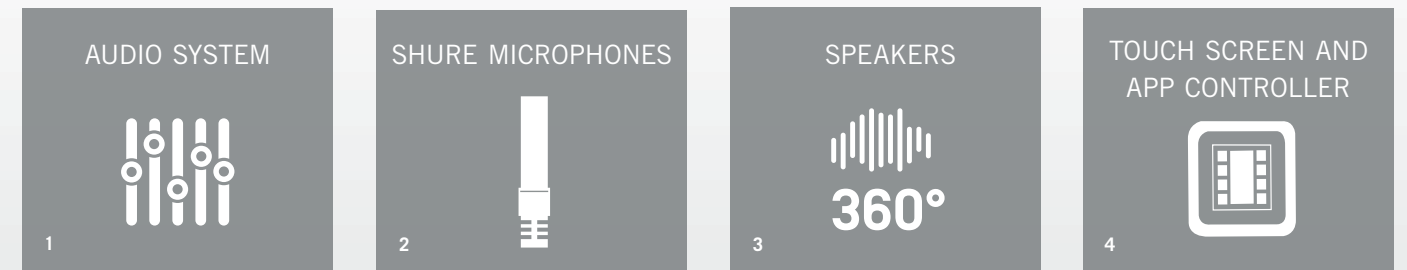 AUDIO SYSTEM
1
SHURE MICROPHONES
2
SPEAKERS
360°
3
TOUCH SCREEN AND
APP CONTROLLER
4